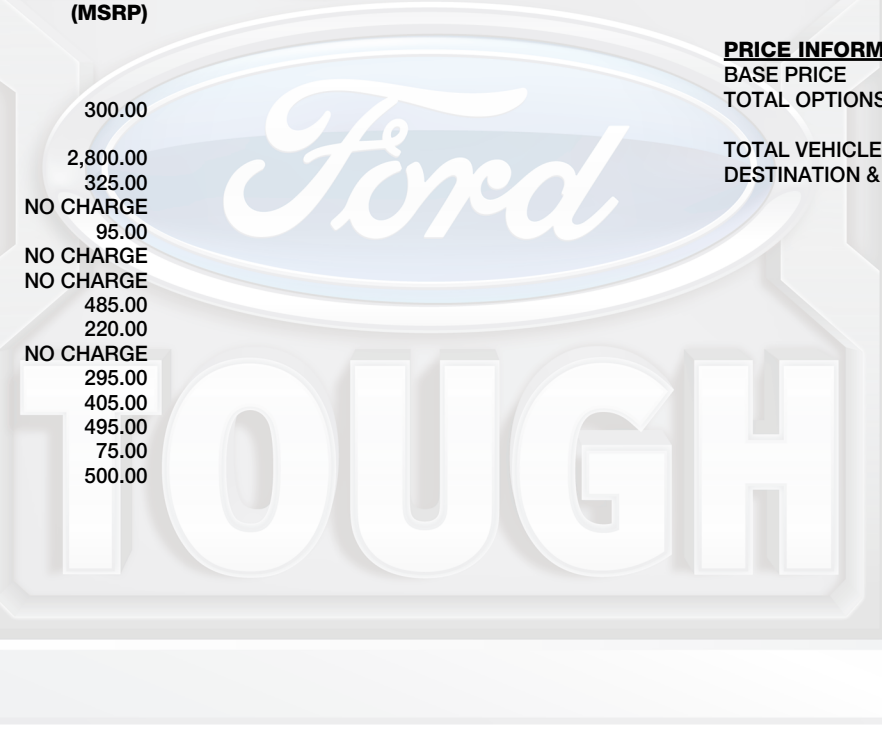 (MSRP)
300.00
2,800.00
325.00
NO CHARGE
95.00
NO CHARGE
NO CHARGE
485.00
220.00
NO CHARGE
295.00
405.00
495.00
75.00
500.00
PRICE INFORM
BASE PRICE
TOTAL OPTIONS
TOTAL VEHICLE
DESTINATION &
Ford
TOUGH